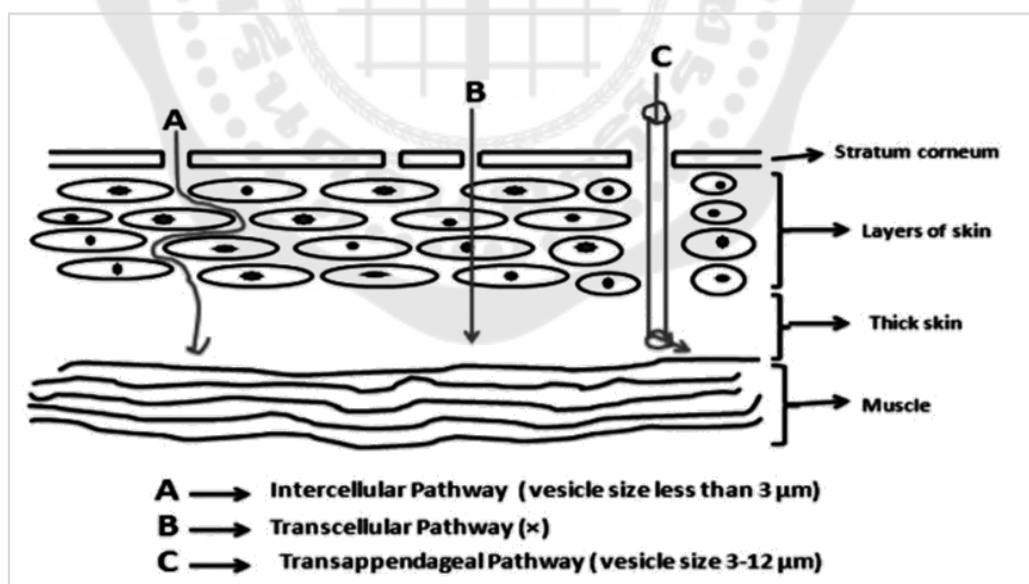 C
B
A
Stratum corneum
Layers of skin
Thick skin
Muscle
A Intercellular Pathway (vesicle size less than 3 µm)
B Transcellular Pathway (×)
C Transappendageal Pathway (vesicle size 3-12 µm)